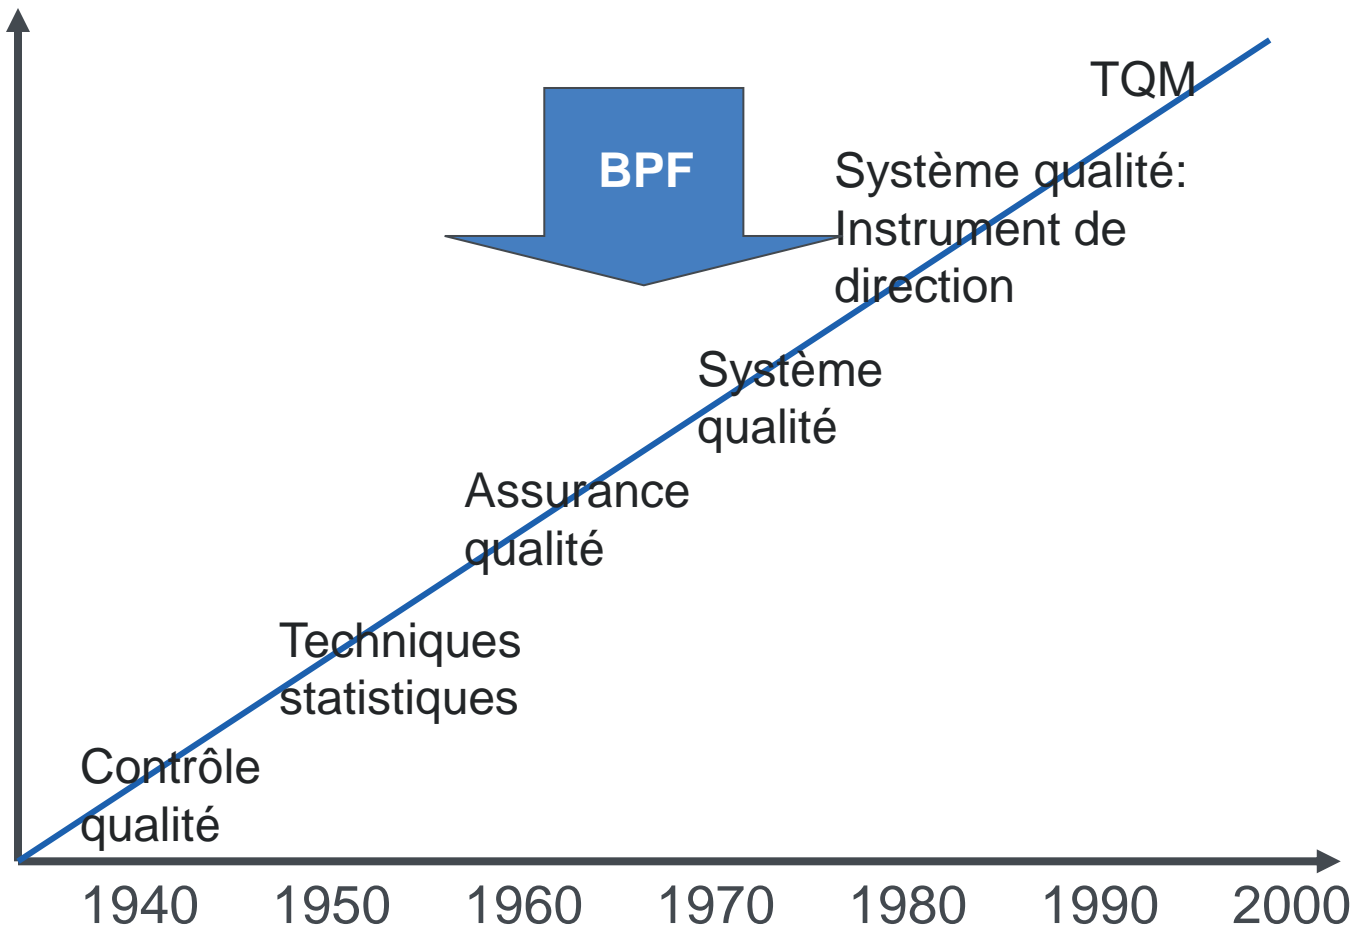 TQM
BPF
Système qualité:
Instrument de
direction
Système
qualité
Assurance
qualité
Techniques
statistiques
Contrôle
qualité
1940 1950 1960 1970 1980 1990 2000